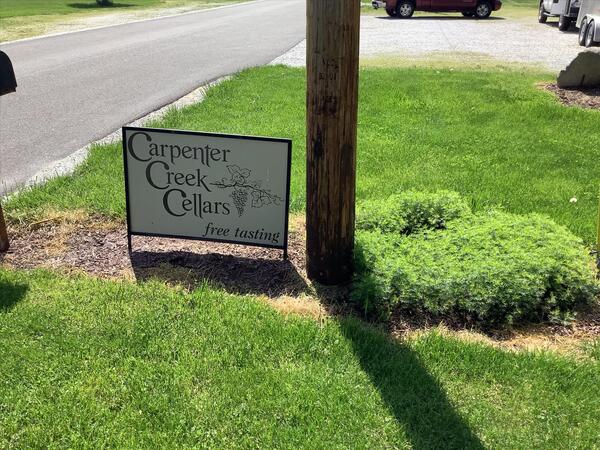 Carpenter
Creek
Cellars
free tasting